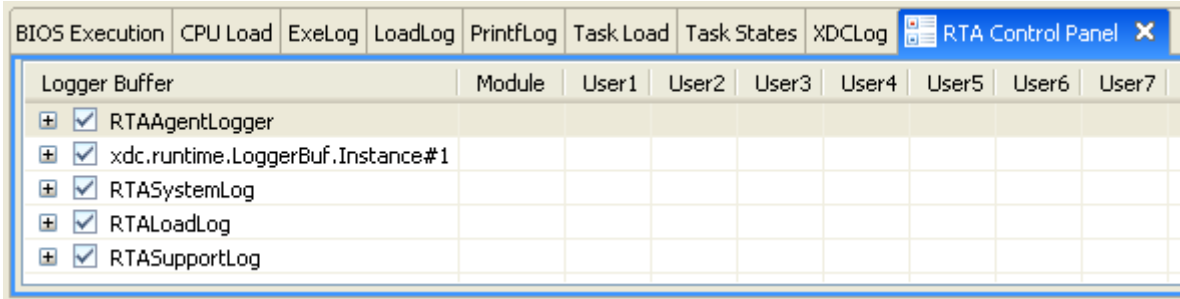 BIOS Execution CPU Load ExeLog LoadLog PrintfLog Task Load Task States XDCLog RTA Control Panel
Logger Buffer Module User1 User2 User3 User4 User5 User6 User7
RTAAgentLogger
xdc.runtime.LoggerBuf.Instance#1
RTASystemLog
RTALoadLog
RTASupportLog